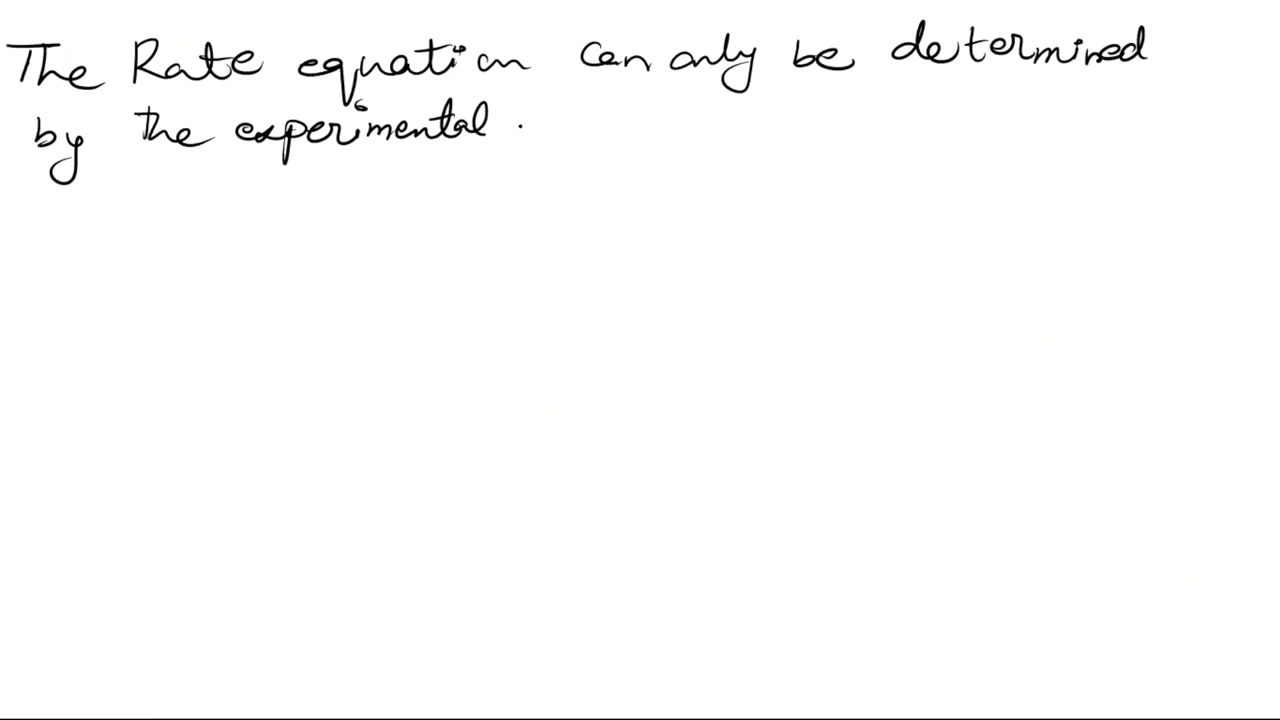 The Rate equation can only be determined
by the experimental.